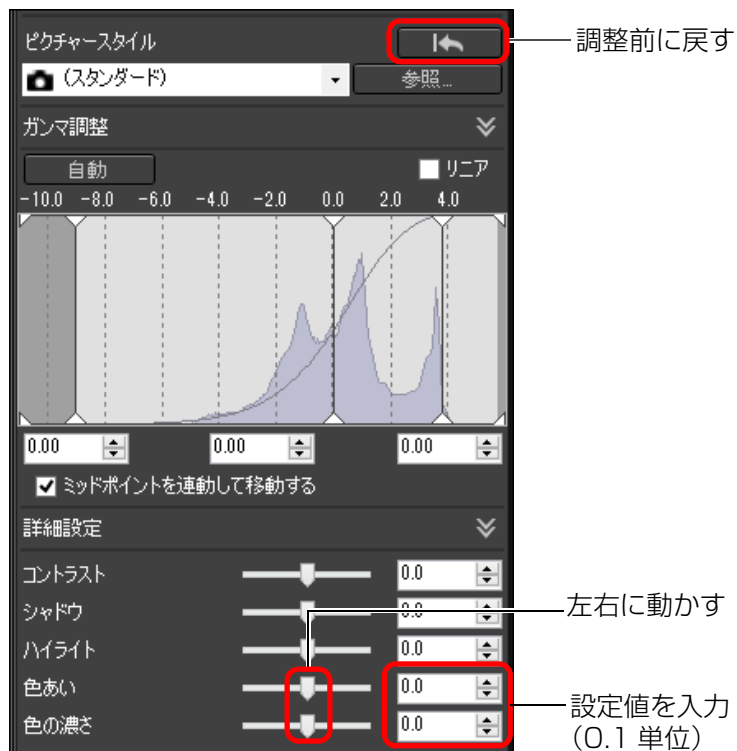 ピクチャースタイル
調整前に戻す
(スタンダード)
参照...
ガンマ調整
自動
リニア
-10.0 -8.0 -6.0 -4.0 -2.0 0.0 2.0 4.0
0.00 0.00 0.00
ミッドポイントを連動して移動する
詳細設定
コントラスト 0.0
シャドウ 0.0
左右に動かす
ハイライト 0.0
色あい 0.0
設定値を入力
(0.1 単位)
色の濃さ 0.0